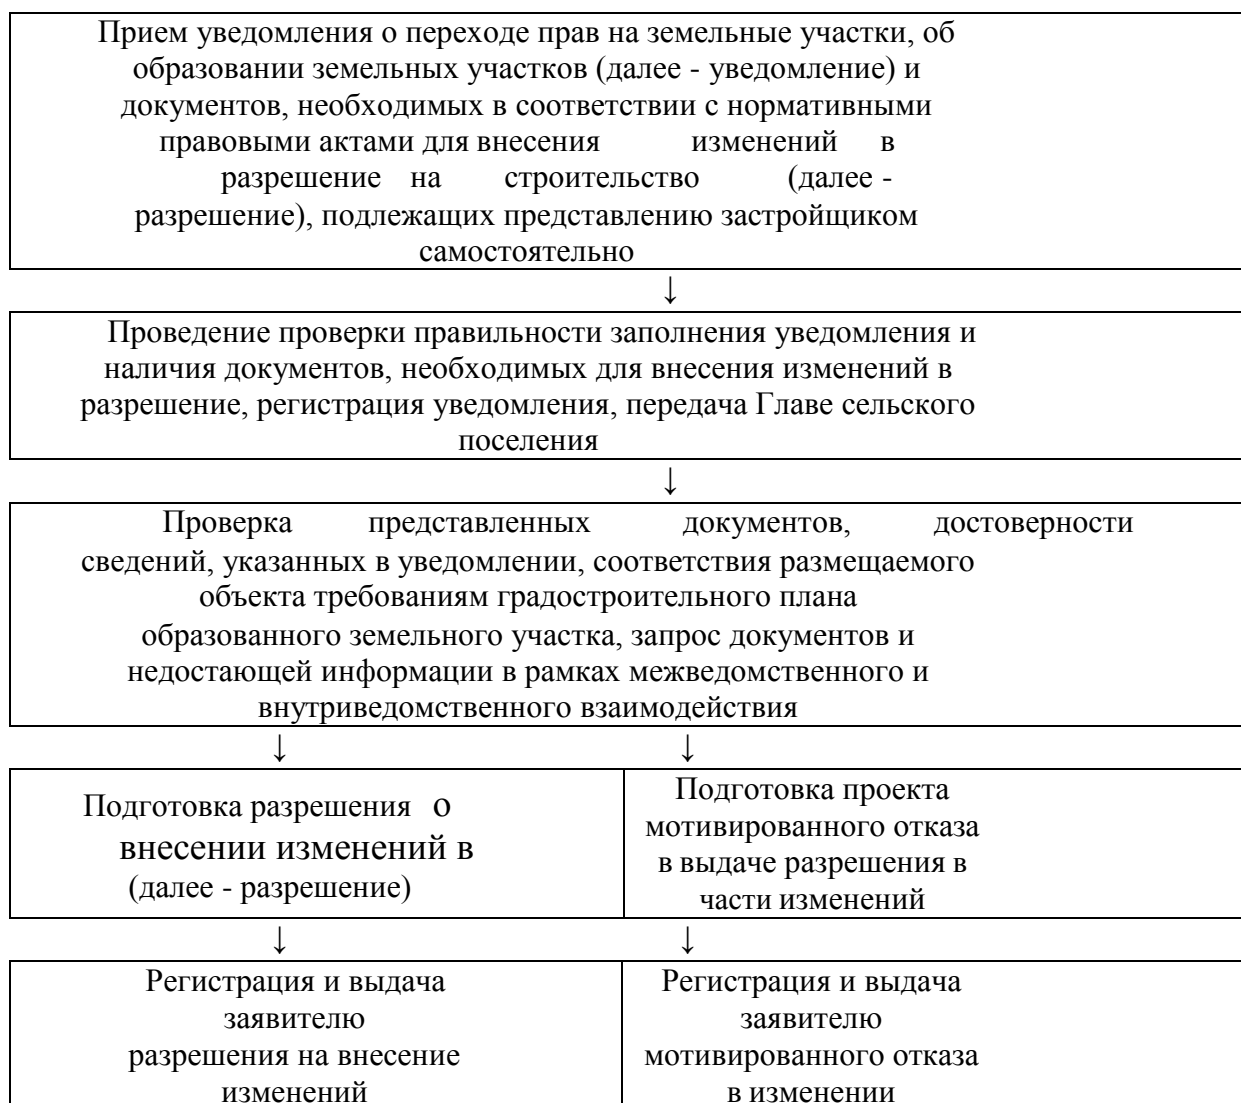 Прием уведомления о переходе прав на земельные участки, об
образовании земельных участков (далее - уведомление) и
документов, необходимых в соответствии с нормативными
правовыми актами для внесения изменений в
разрешение на строительство (далее -
разрешение), подлежащих представлению застройщиком
самостоятельно
↓
Проведение проверки правильности заполнения уведомления и
наличия документов, необходимых для внесения изменений в
разрешение, регистрация уведомления, передача Главе сельского
поселения
↓
Проверка представленных документов, достоверности
сведений, указанных в уведомлении, соответствия размещаемого
объекта требованиям градостроительного плана
образованного земельного участка, запрос документов и
недостающей информации в рамках межведомственного и
внутриведомственного взаимодействия
↓ ↓
Подготовка разрешения о
внесении изменений в
(далее - разрешение)
Подготовка проекта
мотивированного отказа
в выдаче разрешения в
части изменений
↓ ↓
Регистрация и выдача
заявителю
разрешения на внесение
изменений
Регистрация и выдача
заявителю
мотивированного отказа
в изменении